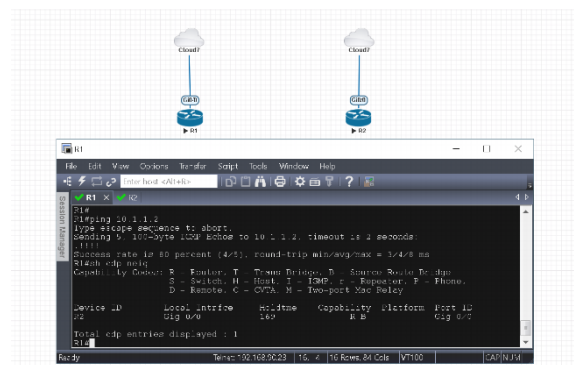 Cloud7
Cloud7
Gi0/0
Gi0/0
R1
R2
R1
File Edit View Options Transfer Script Tools Window Help
Enter host <Alt+R>
Session Manager
R1
R2
R1#
R1#ping 10.1.1.2
Type escape sequence to abort.
Sending 5, 100-byte ICMP Echos to 10.1.1.2, timeout is 2 seconds:
.!!!!
Success rate is 80 percent (4/5), round-trip min/avg/max = 3/4/8 ms
R1#sh cdp neig
Capability Codes: R - Router, T - Trans Bridge, B - Source Route Bridge
S - Switch, H - Host, I - IGMP, r - Repeater, P - Phone,
D - Remote, C - CVTA, M - Two-port Mac Relay
Device ID Local Intrfce Holdtme Capability Platform Port ID
R2 Gig 0/0 169 R B Gig 0/0
Total cdp entries displayed : 1
R1#
Ready Telnet: 192.168.90.23 16, 4 16 Rows, 84 Cols VT100 CAP NUM